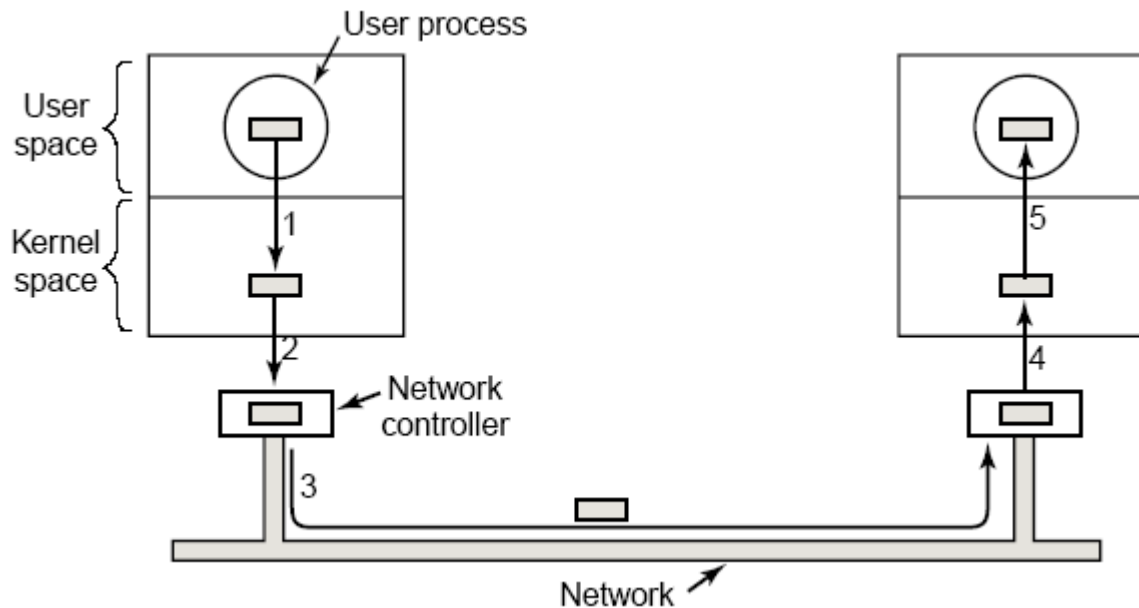 User process
User
space
1
5
Kernel
space
2
4
Network
controller
3
Network